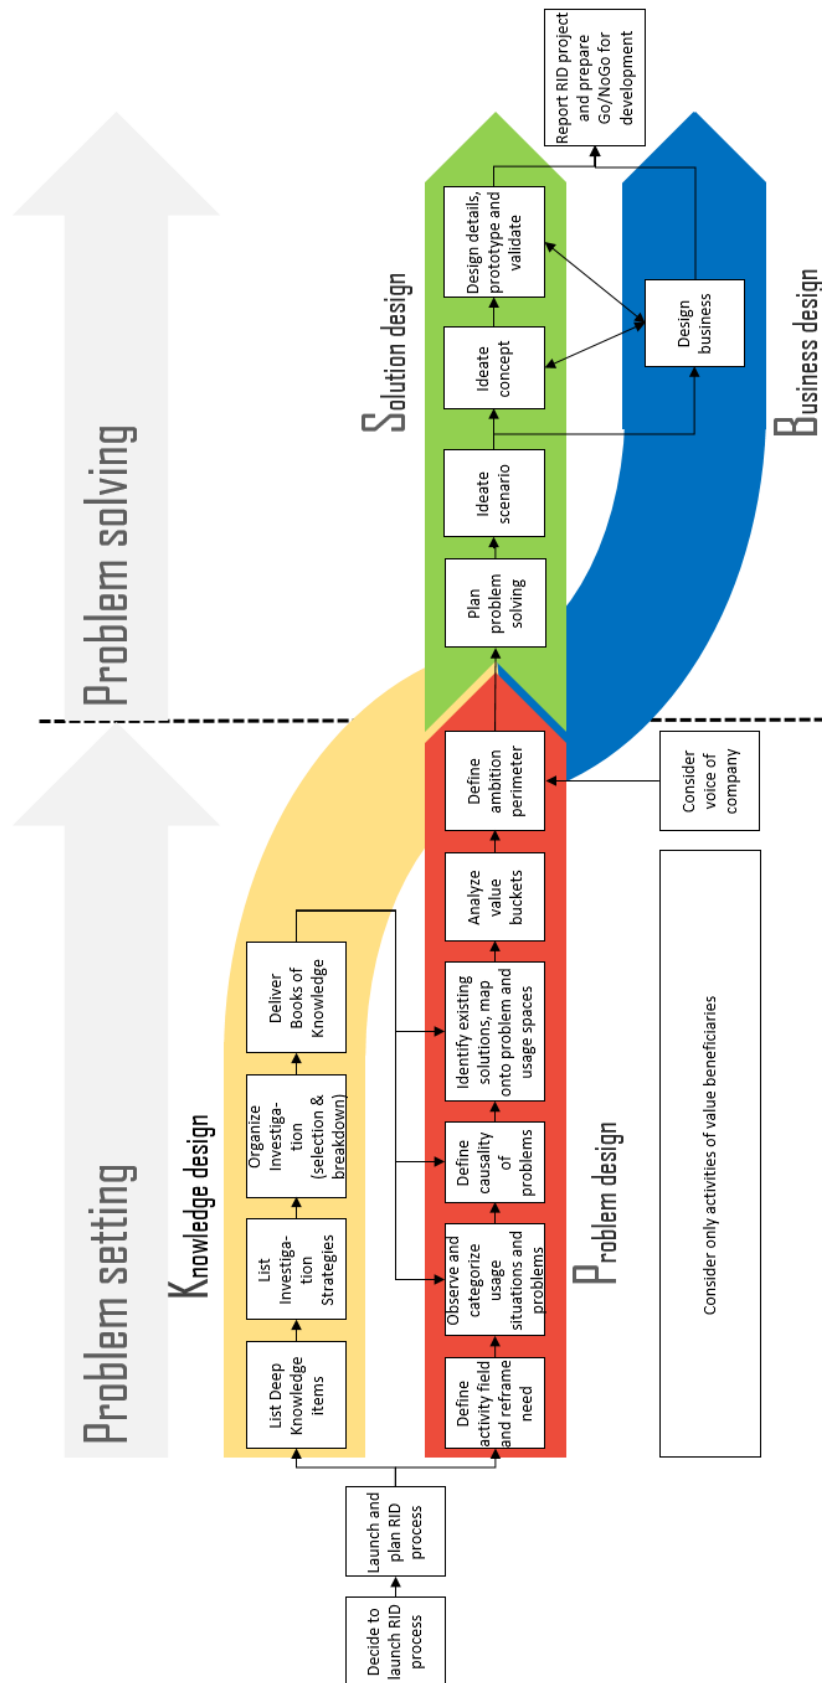 Problem setting
Problem solving
Knowledge design
List Deep
Knowledge
items
List
Investiga-
tion
Strategies
Organize
Investiga-
tion
(selection &
breakdown)
Deliver
Books of
Knowledge
Solution design
Decide to
launch RID
process
Launch and
plan RID
process
Define
activity field
and reframe
need
Observe and
categorize
usage
situations and
problems
Define
causality
of
problems
Identify existing
solutions, map
onto problem and
usage spaces
Analyze
value
buckets
Define
ambition
perimeter
Plan
problem
solving
Ideate
scenario
Ideate
concept
Design details,
prototype and
validate
Report RID project
and prepare
Go/NoGo for
development
Problem design
Design
business
Consider only activities of value beneficiaries
Consider
voice of
company
Business design